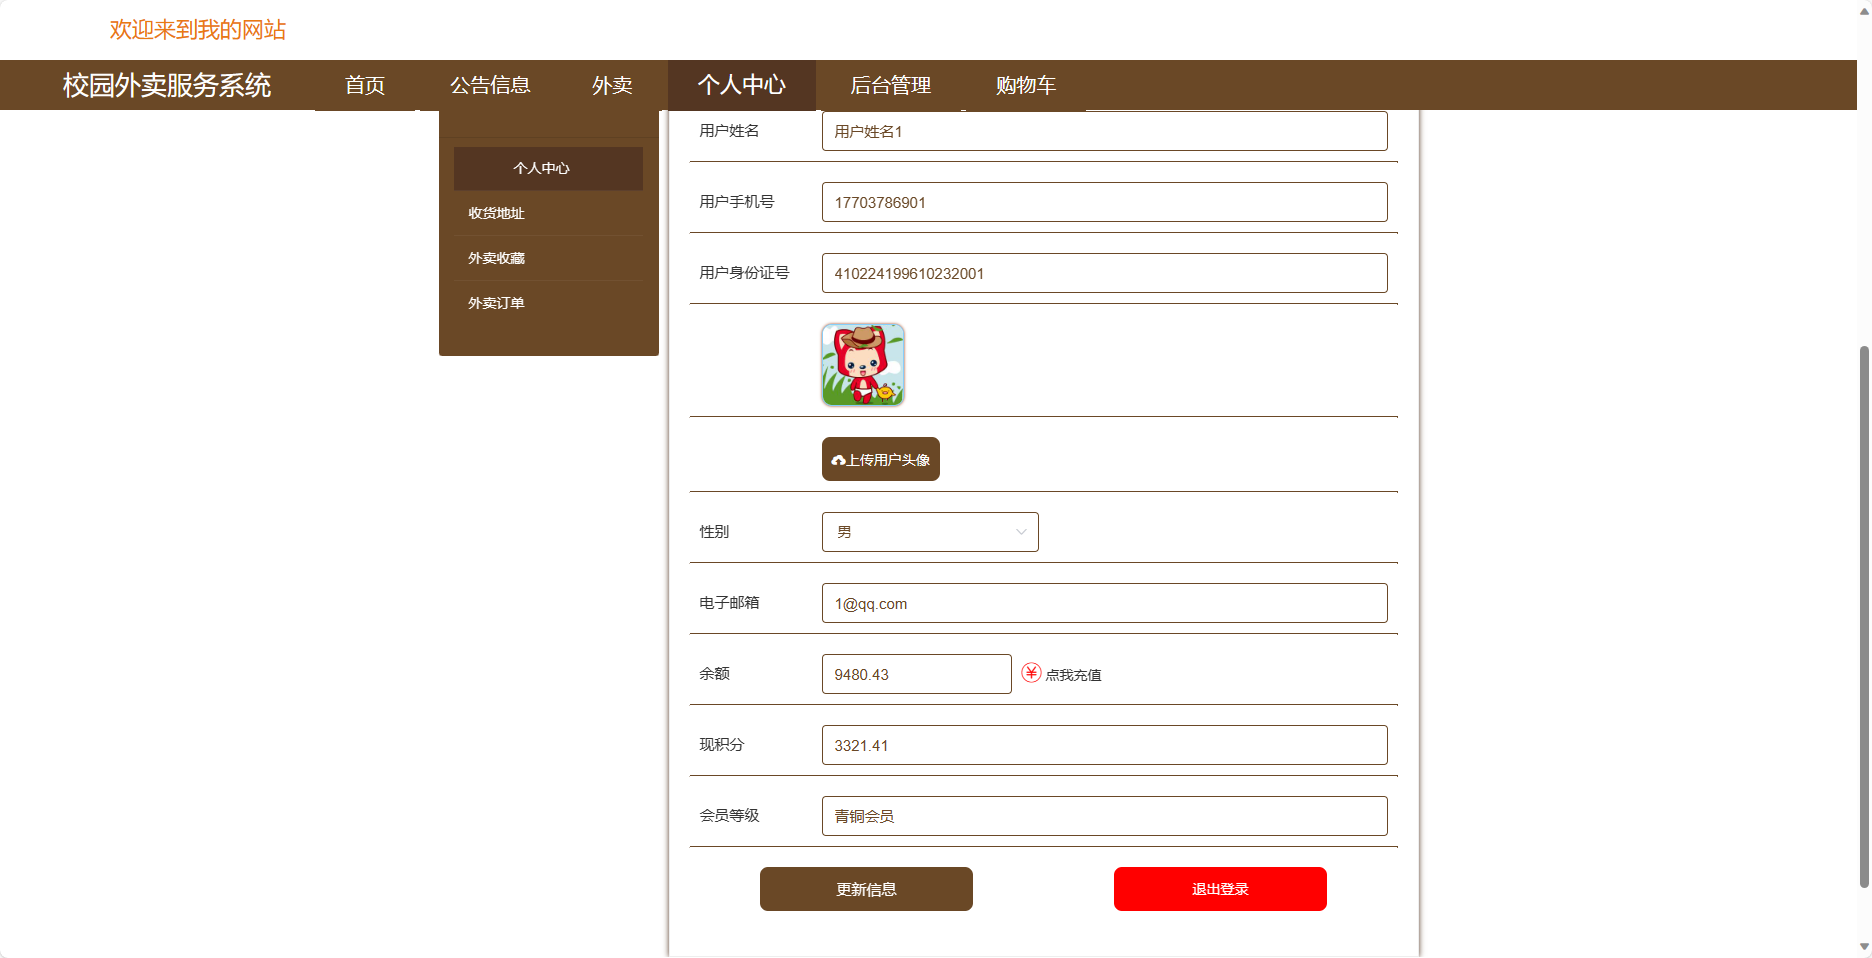 欢迎来到我的网站
校园外卖服务系统 首页 公告信息 外卖 个人中心 后台管理 购物车
个人中心
收货地址
外卖收藏
外卖订单
用户姓名 用户姓名1
用户手机号 17703786901
用户身份证号 410224199610232001
上传用户头像
性别 男
电子邮箱 1@qq.com
余额 9480.43 ¥ 点我充值
现积分 3321.41
会员等级 青铜会员
更新信息 退出登录